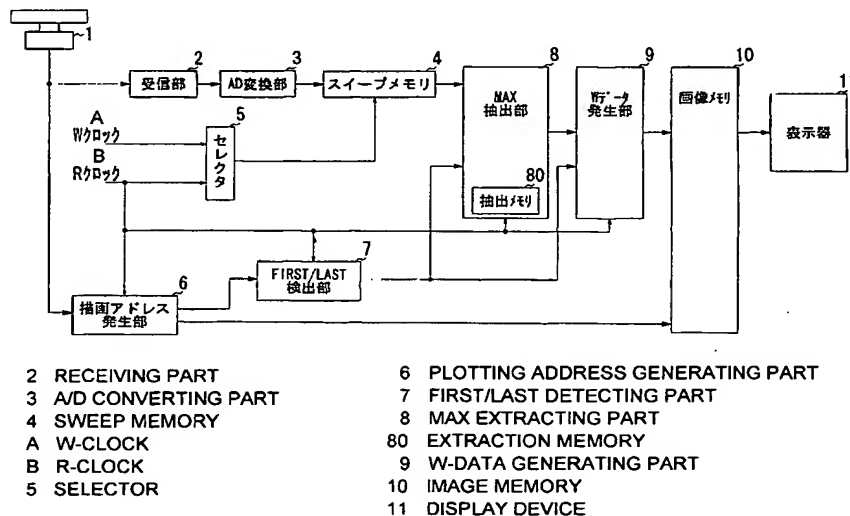 1
2
受信部
3
AD変換部
4
スイープメモリ
8
MAX
抽出部
9
Wデータ
発生部
10
画像メモリ
1
表示器
A
Wクロック
B
Rクロック
5
セレクタ
80
抽出メモリ
7
FIRST/LAST
検出部
6
描画アドレス
発生部
2 RECEIVING PART
3 A/D CONVERTING PART
4 SWEEP MEMORY
A W-CLOCK
B R-CLOCK
5 SELECTOR
6 PLOTTING ADDRESS GENERATING PART
7 FIRST/LAST DETECTING PART
8 MAX EXTRACTING PART
80 EXTRACTION MEMORY
9 W-DATA GENERATING PART
10 IMAGE MEMORY
11 DISPLAY DEVICE